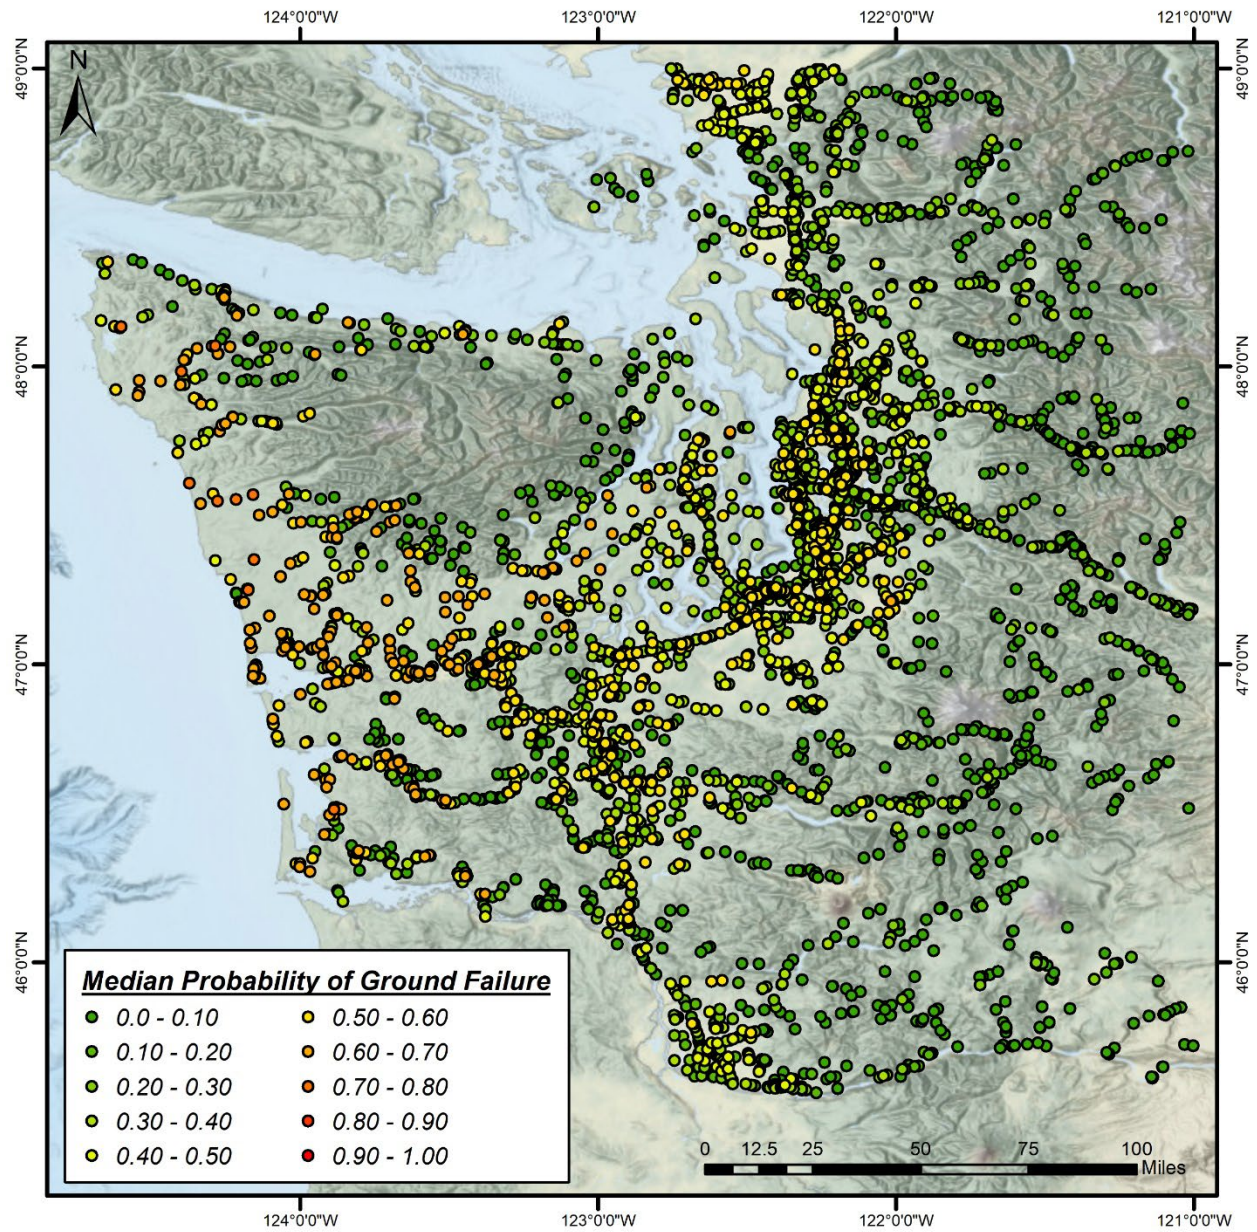 124°0'0"W 123°0'0"W 122°0'0"W 121°0'0"W
N
49°0'0"N 49°0'0"N
48°0'0"N 48°0'0"N
47°0'0"N 47°0'0"N
46°0'0"N 46°0'0"N
Median Probability of Ground Failure
0.0 - 0.10 0.50 - 0.60
0.10 - 0.20 0.60 - 0.70
0.20 - 0.30 0.70 - 0.80
0.30 - 0.40 0.80 - 0.90
0.40 - 0.50 0.90 - 1.00
0 12.5 25 50 75 100
Miles
124°0'0"W 123°0'0"W 122°0'0"W 121°0'0"W